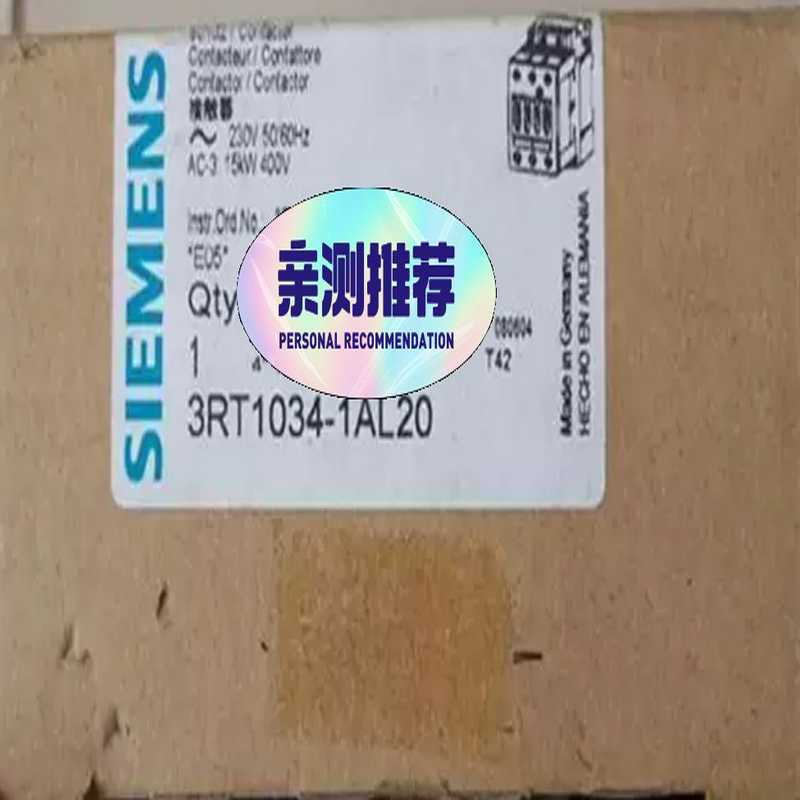 SIEMENS
Contacteur / Contattore
Contactor / Contactor
接触器
~ 230V 50/60Hz
AC-3 15kW 400V
Instr.Ord.No.
"E05"
Qty
亲测推荐
PERSONAL RECOMMENDATION
080604
1
T42
3RT1034-1AL20
Made in Germany
HECHO EN ALEMANIA